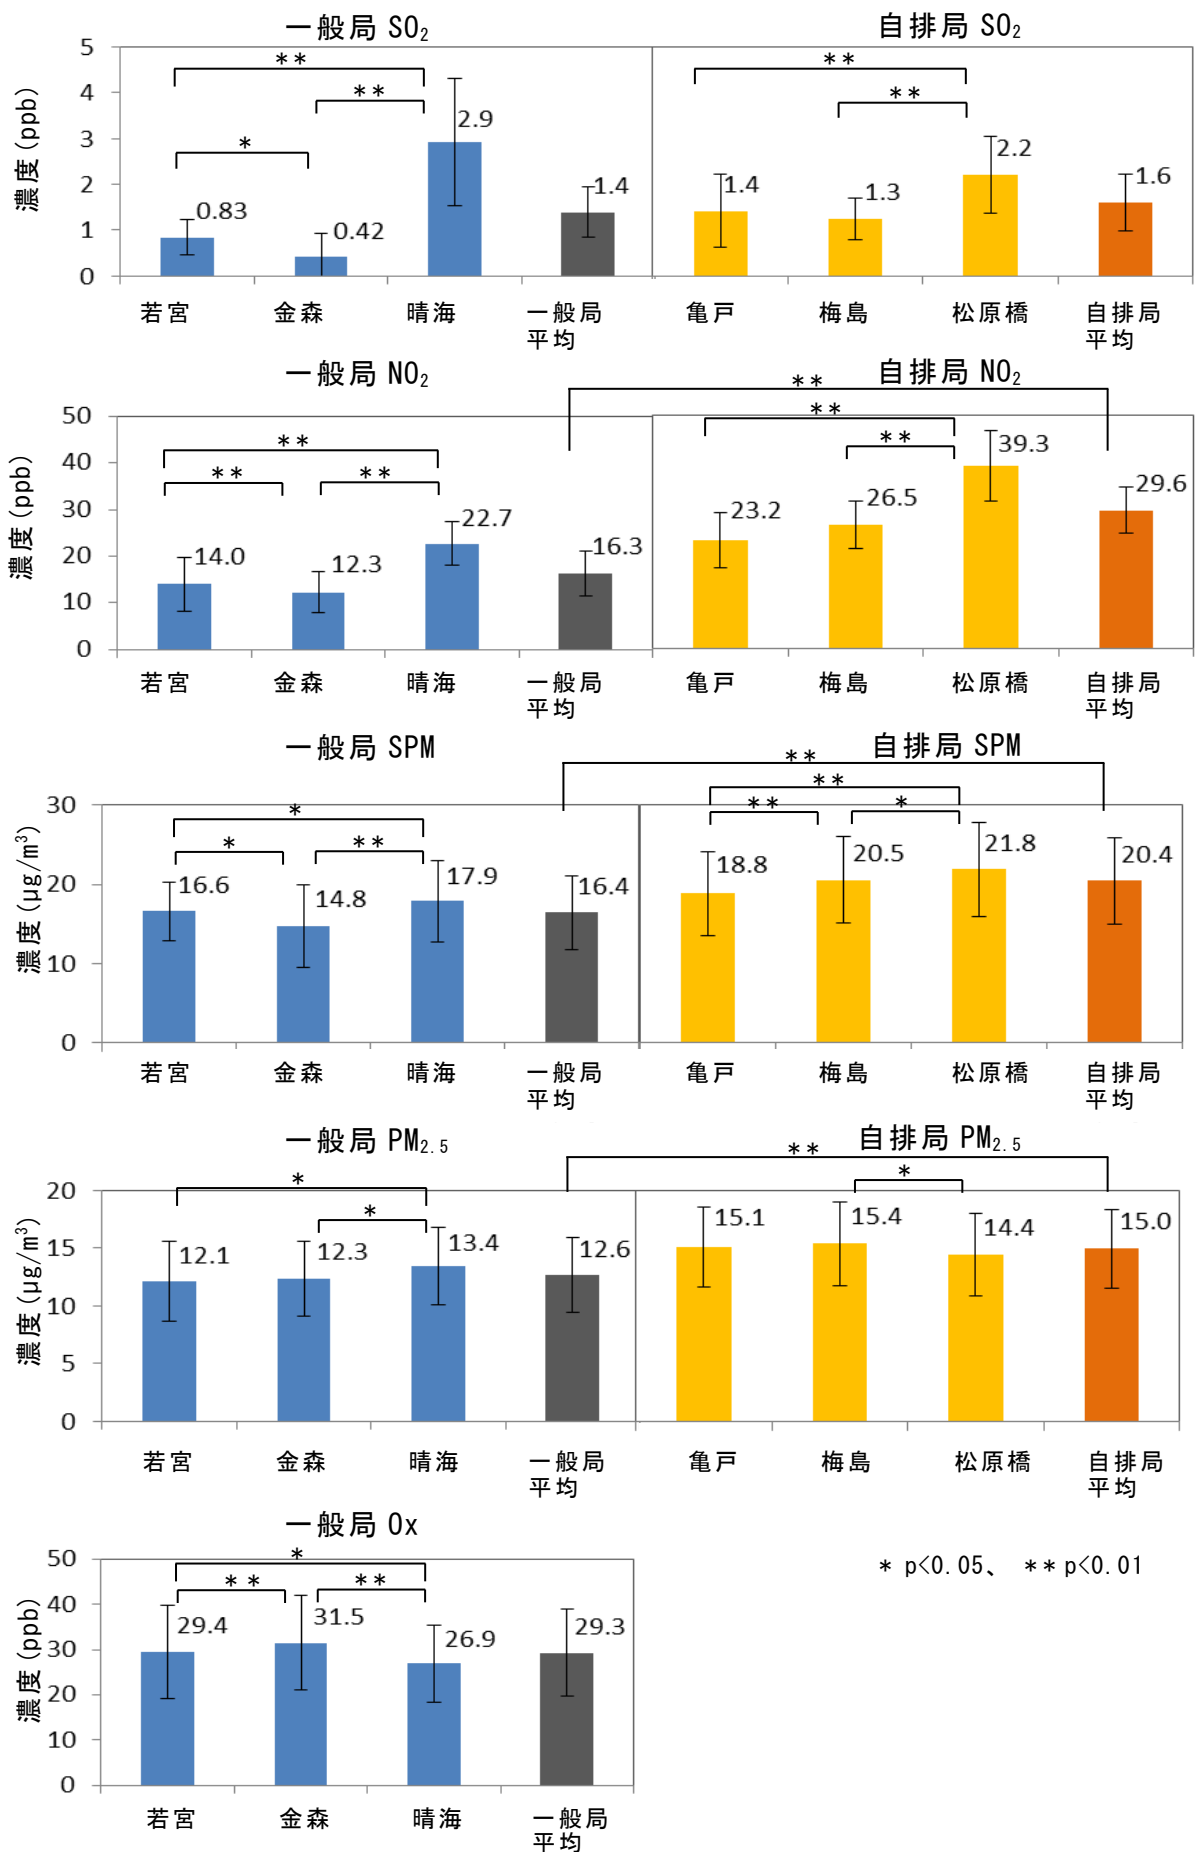 一般局 SO₂
自排局 SO₂
濃度(ppb)
5
4
3
2
1
0
**
**
*
**
**
0.83
0.42
2.9
1.4
1.4
1.3
2.2
1.6
若宮
金森
晴海
一般局
平均
亀戸
梅島
松原橋
自排局
平均
一般局 NO₂
自排局 NO₂
濃度(ppb)
50
40
30
20
10
0
**
**
**
**
**
**
14.0
12.3
22.7
16.3
23.2
26.5
39.3
29.6
若宮
金森
晴海
一般局
平均
亀戸
梅島
松原橋
自排局
平均
一般局 SPM
自排局 SPM
濃度(μg/m³)
30
20
10
0
**
**
*
**
*
*
**
16.6
14.8
17.9
16.4
18.8
20.5
21.8
20.4
若宮
金森
晴海
一般局
平均
亀戸
梅島
松原橋
自排局
平均
一般局 PM₂.₅
自排局 PM₂.₅
濃度(μg/m³)
20
15
10
5
0
**
*
*
*
12.1
12.3
13.4
12.6
15.1
15.4
14.4
15.0
若宮
金森
晴海
一般局
平均
亀戸
梅島
松原橋
自排局
平均
一般局 Ox
濃度(ppb)
50
40
30
20
10
0
*
**
**
29.4
31.5
26.9
29.3
若宮
金森
晴海
一般局
平均
* p<0.05、 ** p<0.01